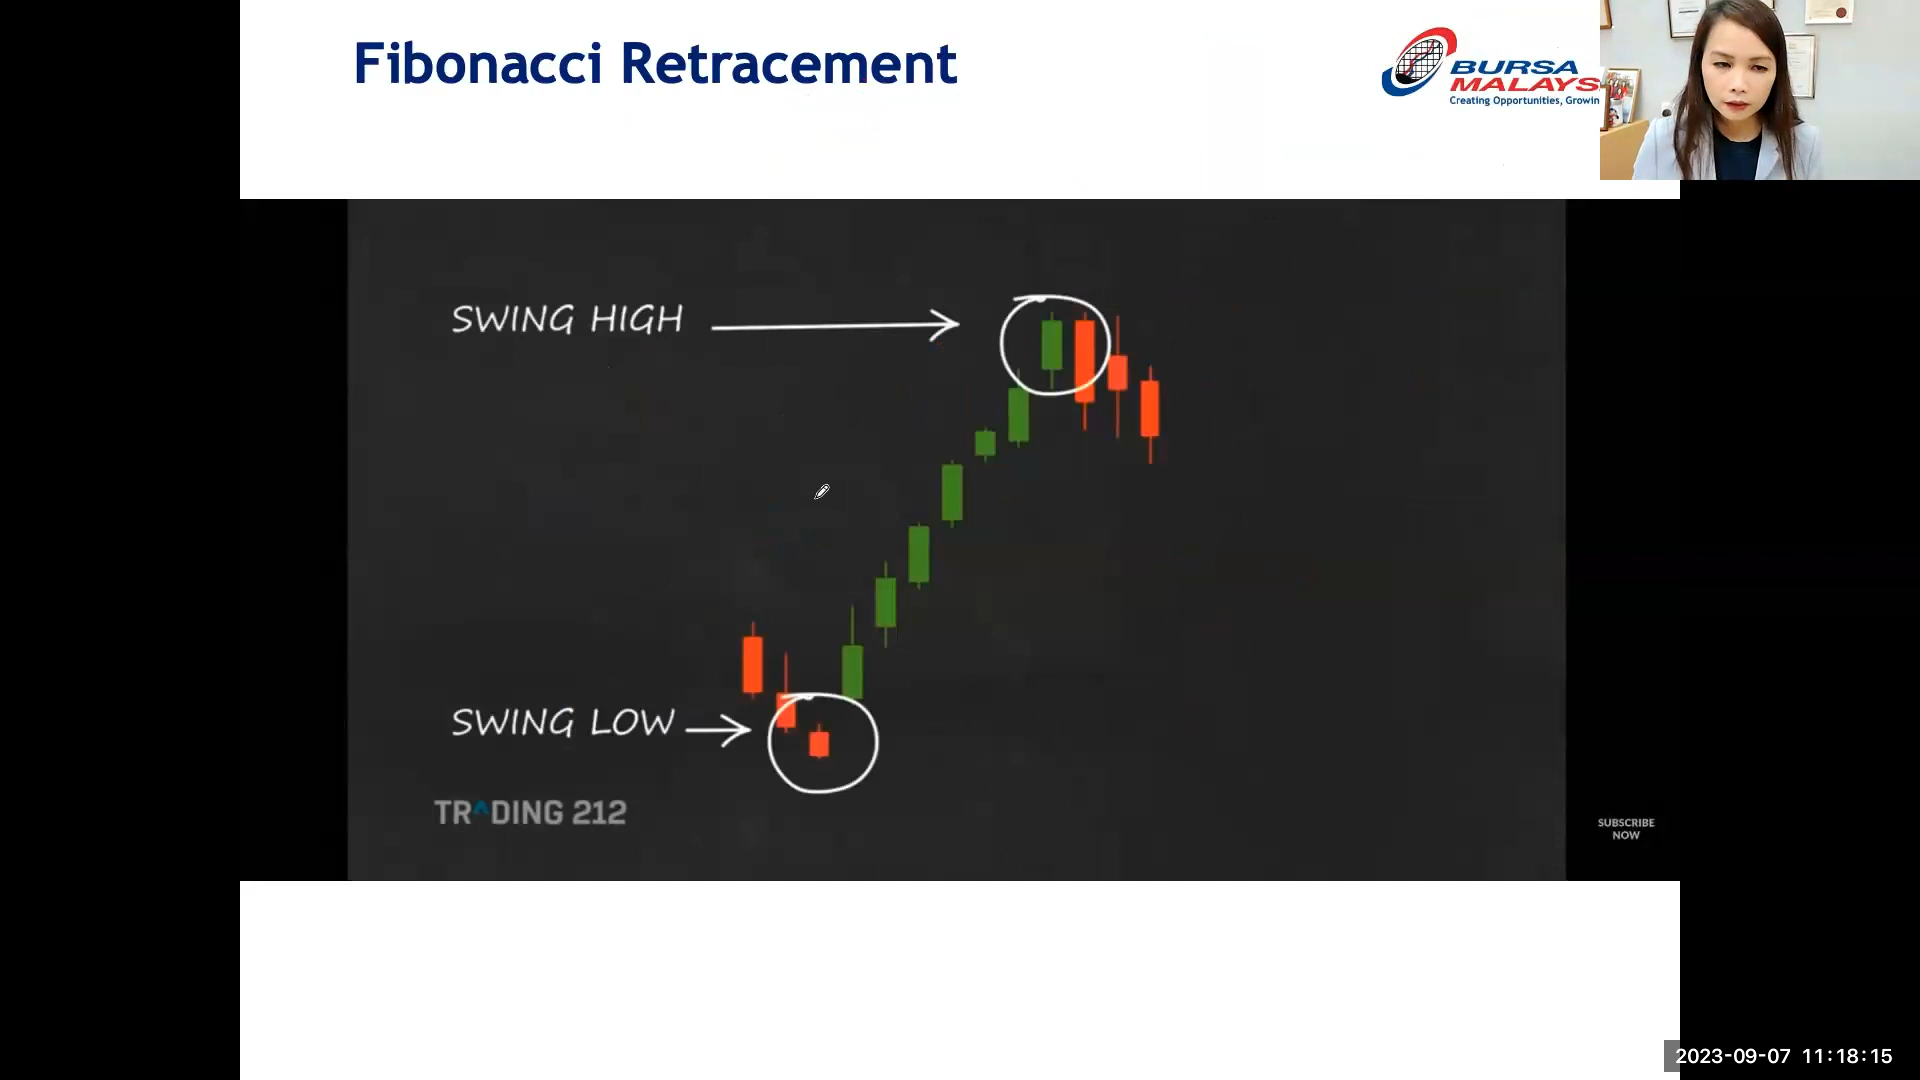 Fibonacci Retracement
BURSA
MALAYS
Creating Opportunities, Growin
SWING HIGH
SWING LOW
TRADING 212
SUBSCRIBE
NOW
2023-09-07 11:18:15